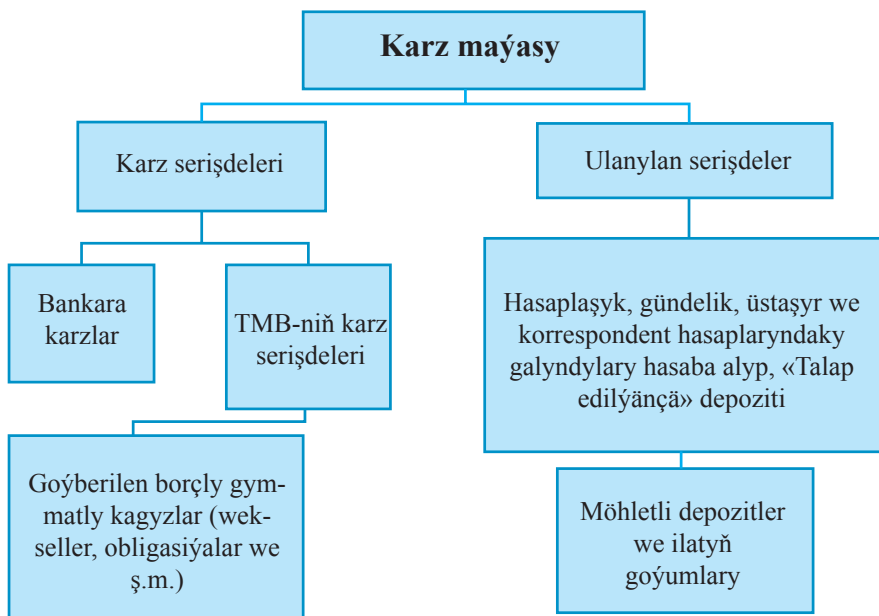 Karz maýasy
Karz serişdeleri
Ulanylan serişdeler
Bankara
karzlar
TMB-niň karz
serişdeleri
Hasaplaşyk, gündelik, üstaşyr we
korrespondent hasaplaryndaky
galyndylary hasaba alyp, «Talap
edilýänçä» depoziti
Goýberilen borçly gym-
matly kagyzlar (wek-
seller, obligasiýalar we
ş.m.)
Möhletli depozitler
we ilatyň
goýumlary